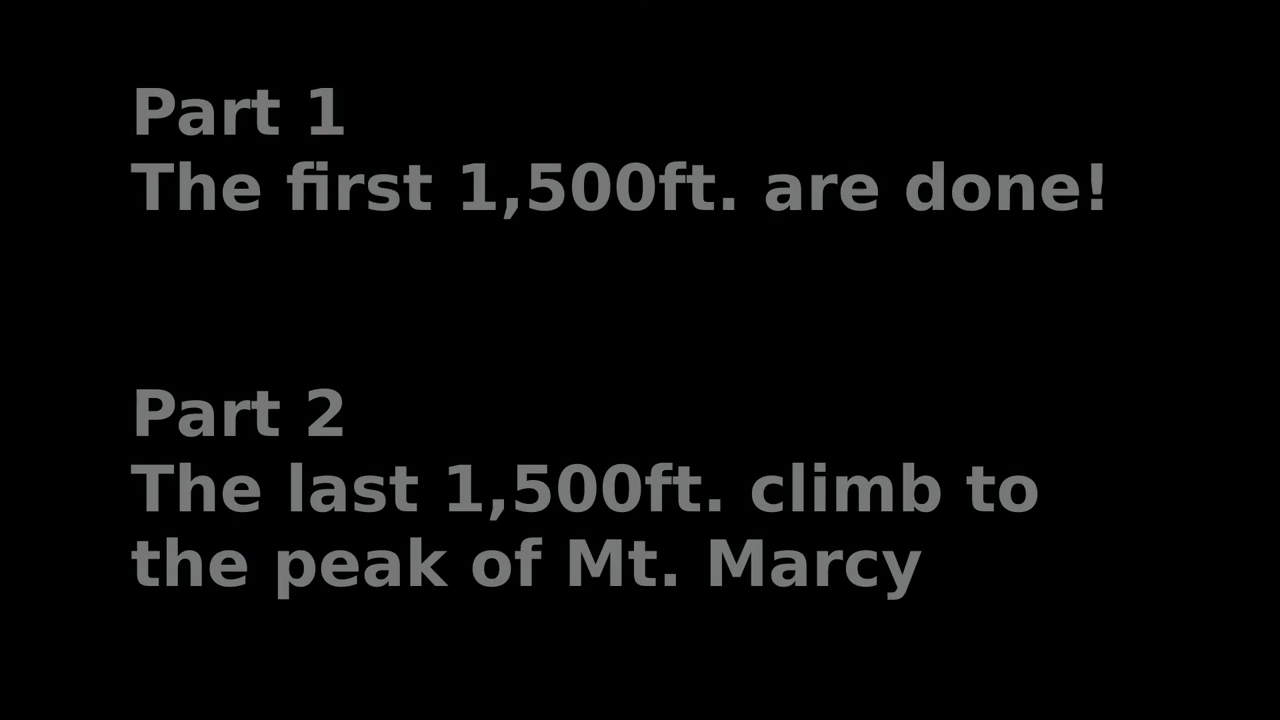 Part 1
The first 1,500ft. are done!
Part 2
The last 1,500ft. climb to
the peak of Mt. Marcy